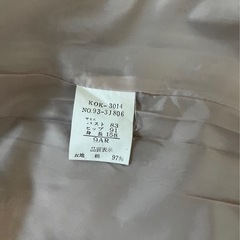 KOK-3014
NO.93-31806
サイズ
バスト 83
ヒップ 91
身長 158
9AR
品質表示
表地 綿 97%